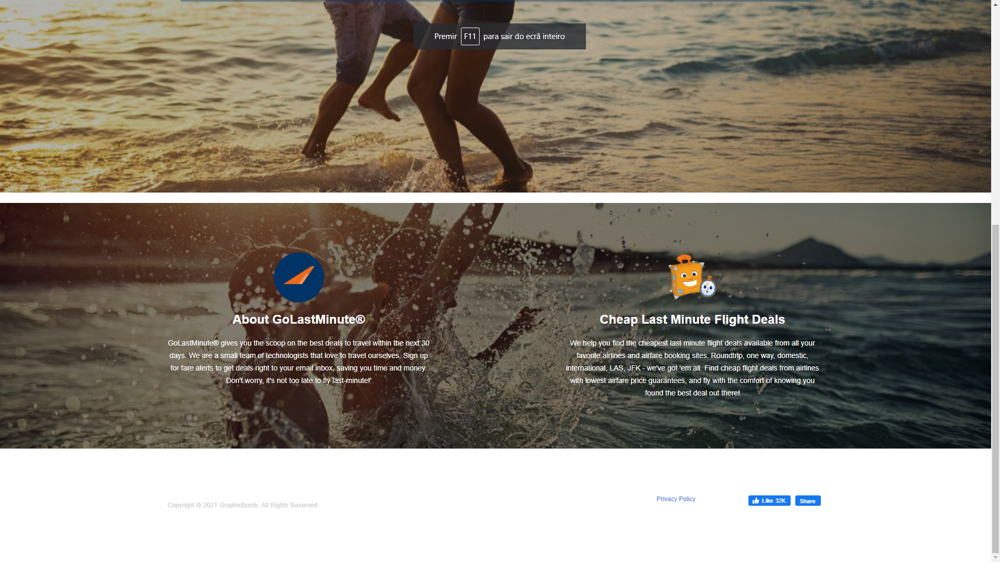 Premir F11 para sair do ecrã inteiro
About GoLastMinute®
GoLastMinute® gives you the scoop on the best deals to travel within the next 30
days. We are a small team of technologists that love to travel ourselves. Sign up
for fare alerts to get deals right to your email inbox, saving you time and money.
Don't worry, it's not too late to fly last-minute!'
Cheap Last Minute Flight Deals
We help you find the cheapest last minute flight deals available from all your
favorite airlines and airfare booking sites. Roundtrip, one way, domestic,
international, LAS, JFK - we've got 'em all. Find cheap flight deals from airlines
with lowest airfare price guarantees, and fly with the comfort of knowing you
found the best deal out there!
Copyright © 2021 GraphicBomb. All Rights Reserved.
Privacy Policy
Like 32K
Share